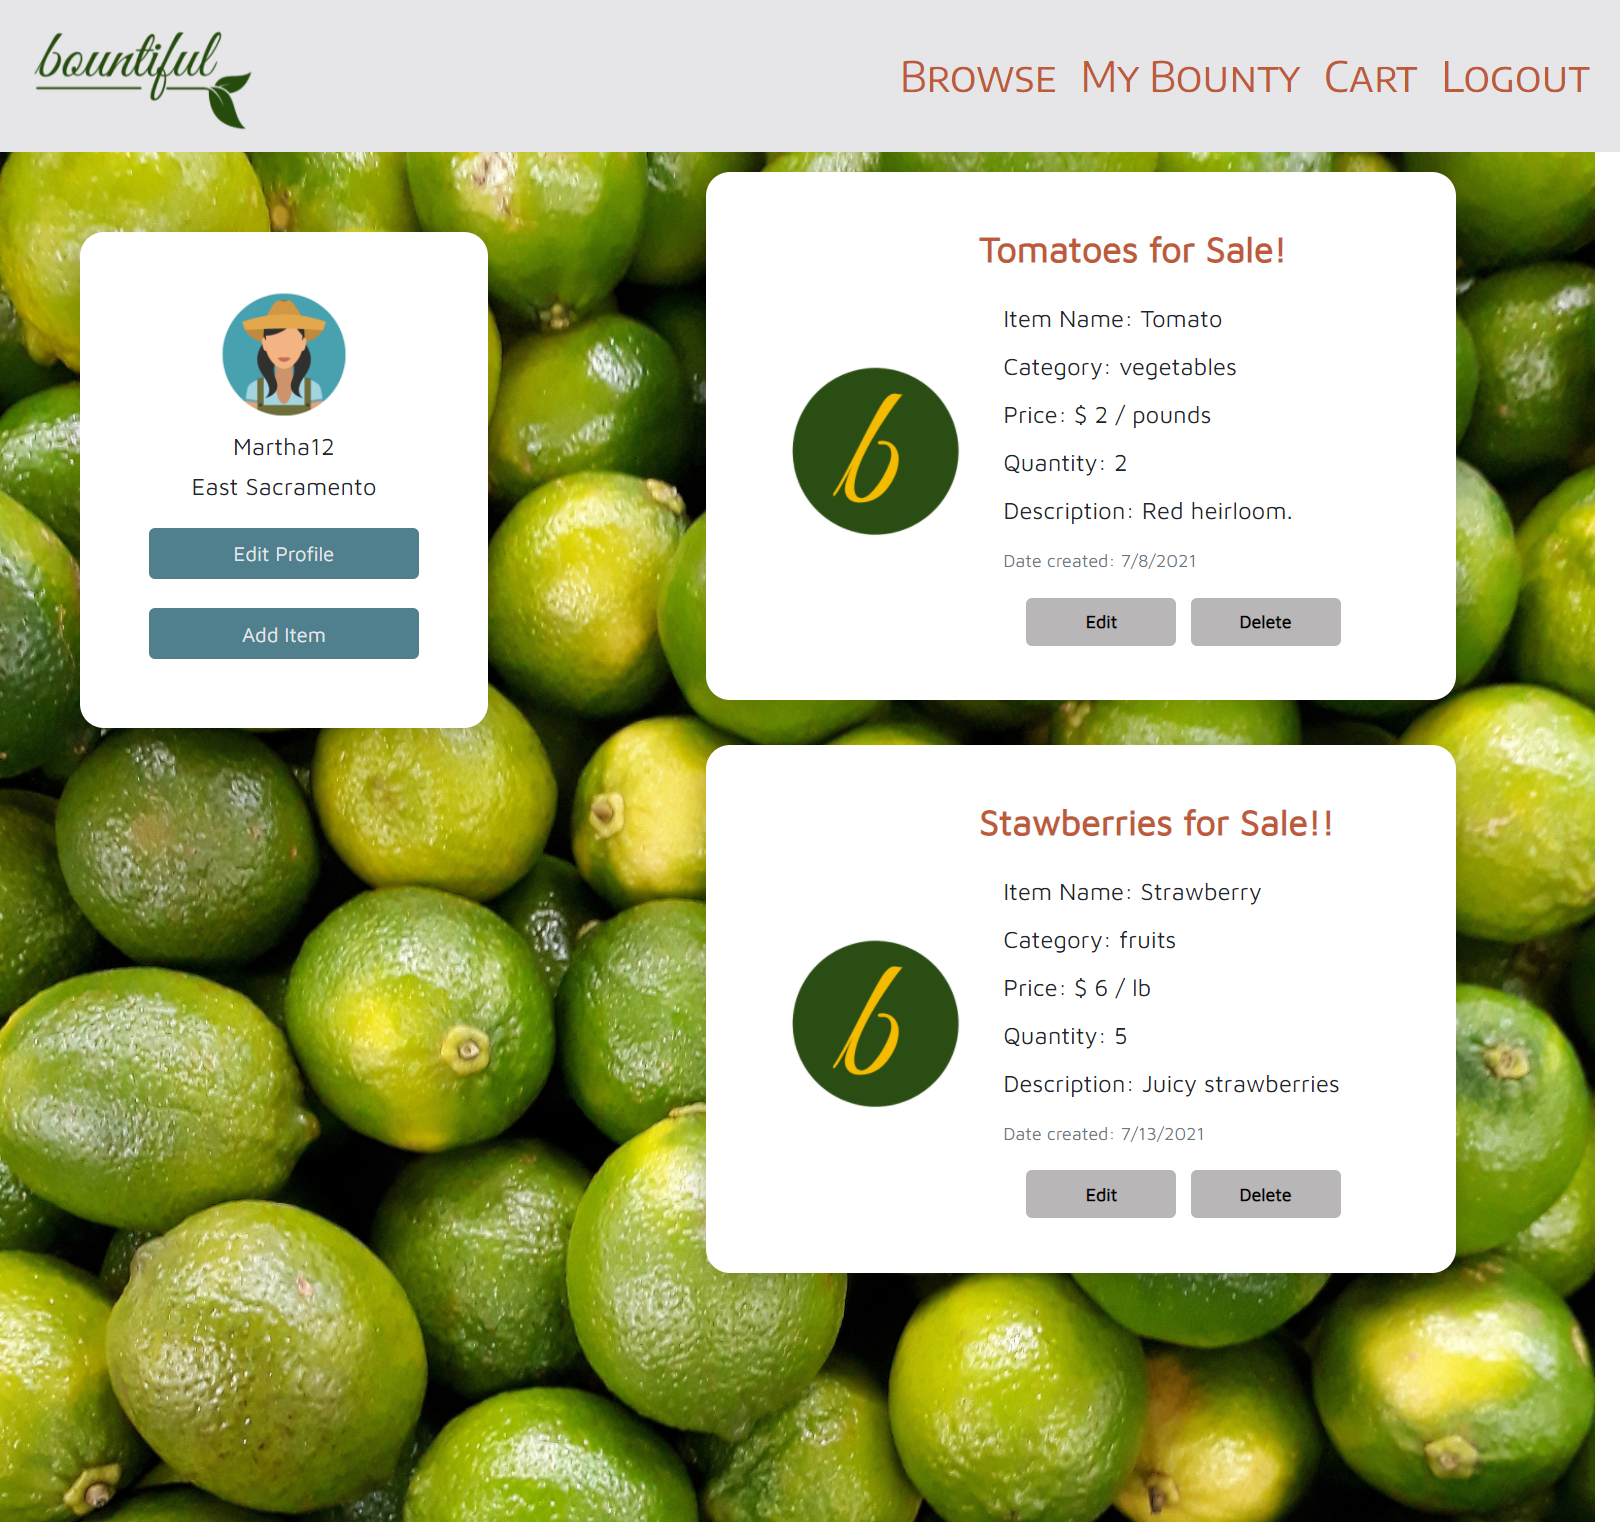 bountiful
Browse My Bounty Cart Logout
Martha12
East Sacramento
Edit Profile
Add Item
Tomatoes for Sale!
b
Item Name: Tomato
Category: vegetables
Price: $ 2 / pounds
Quantity: 2
Description: Red heirloom.
Date created: 7/8/2021
Edit Delete
Stawberries for Sale!!
b
Item Name: Strawberry
Category: fruits
Price: $ 6 / lb
Quantity: 5
Description: Juicy strawberries
Date created: 7/13/2021
Edit Delete